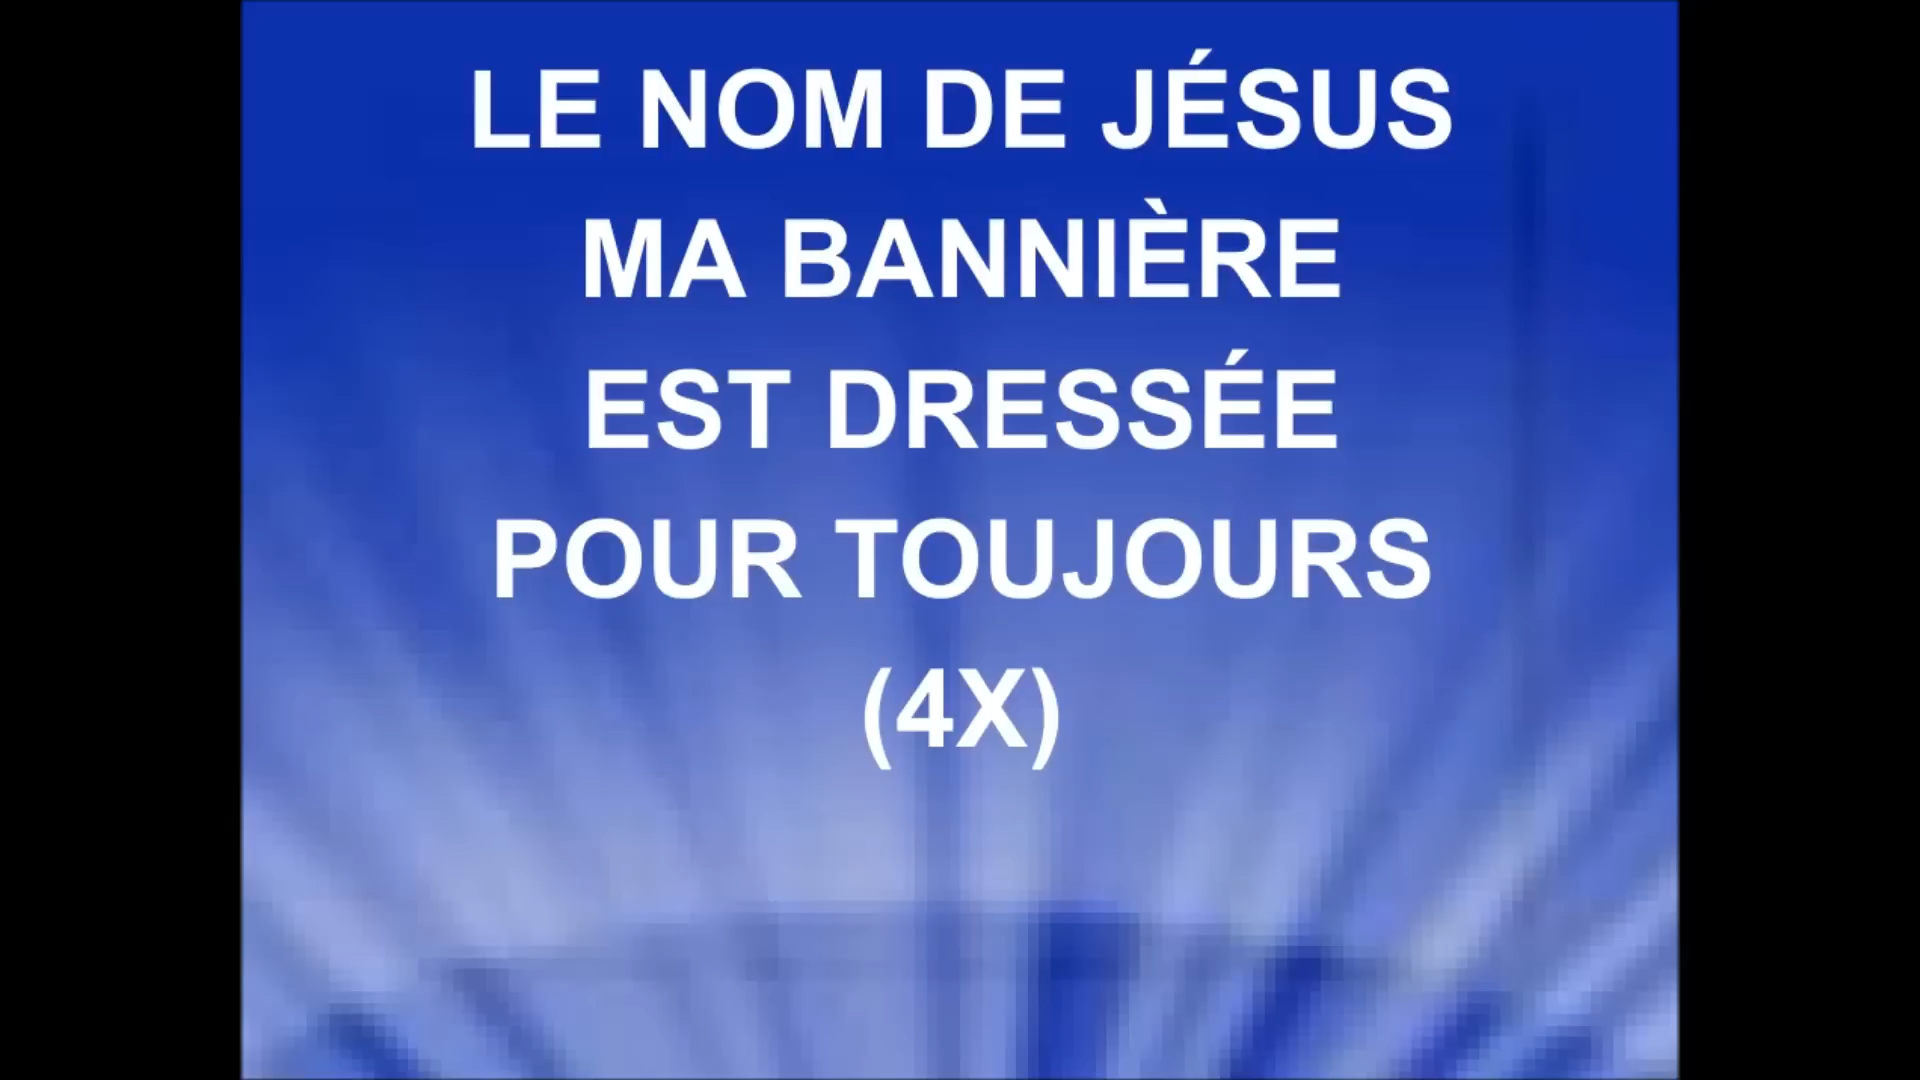 LE NOM DE JÉSUS
MA BANNIÈRE
EST DRESSÉE
POUR TOUJOURS
(4X)